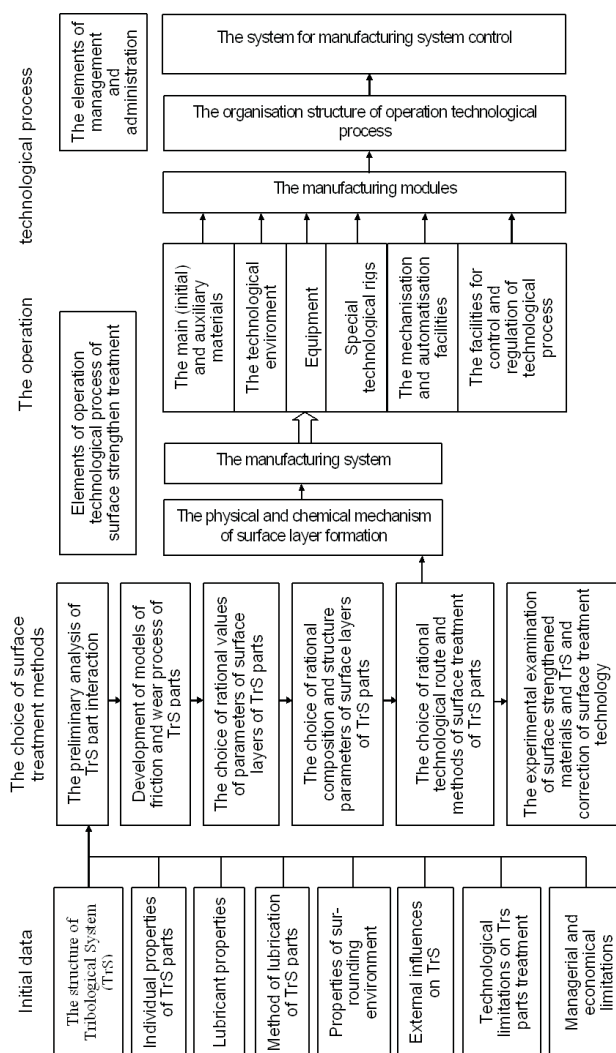 Initial data
The structure of
Tribological System
(TrS)
Individual properties
of TrS parts
Lubricant properties
Method of lubrication
of TrS parts
Properties of sur-
rounding environment
External influences
on TrS
Technological
limitations on Trs
parts treatment
Managerial and
economical
limitations
The choice of surface
treatment methods
The preliminary analysis of
TrS part interaction
Development of models of
friction and wear process of
TrS parts
The choice of rational values
of parameters of surface
layers of TrS parts
The choice of rational
composition and structure
parameters of surface layers
of TrS parts
The choice of rational
technological route and
methods of surface treatment
of TrS parts
The experimental examination
of surface strengthened
materials and TrS and
correction of surface treatment
technology
The operation
technological process
Elements of operation
technological process of
surface strengthen treatment
The physical and chemical mechanism
of surface layer formation
The manufacturing system
The main (initial)
and auxiliary
materials
The technological
enviroment
Equipment
Special
technological rigs
The mechanisation
and automatisation
facilities
The facilities for
control and
regulation of
technological
process
The manufacturing modules
The organisation structure of operation technological
process
The system for manufacturing system control
The elements of
management
and
administration